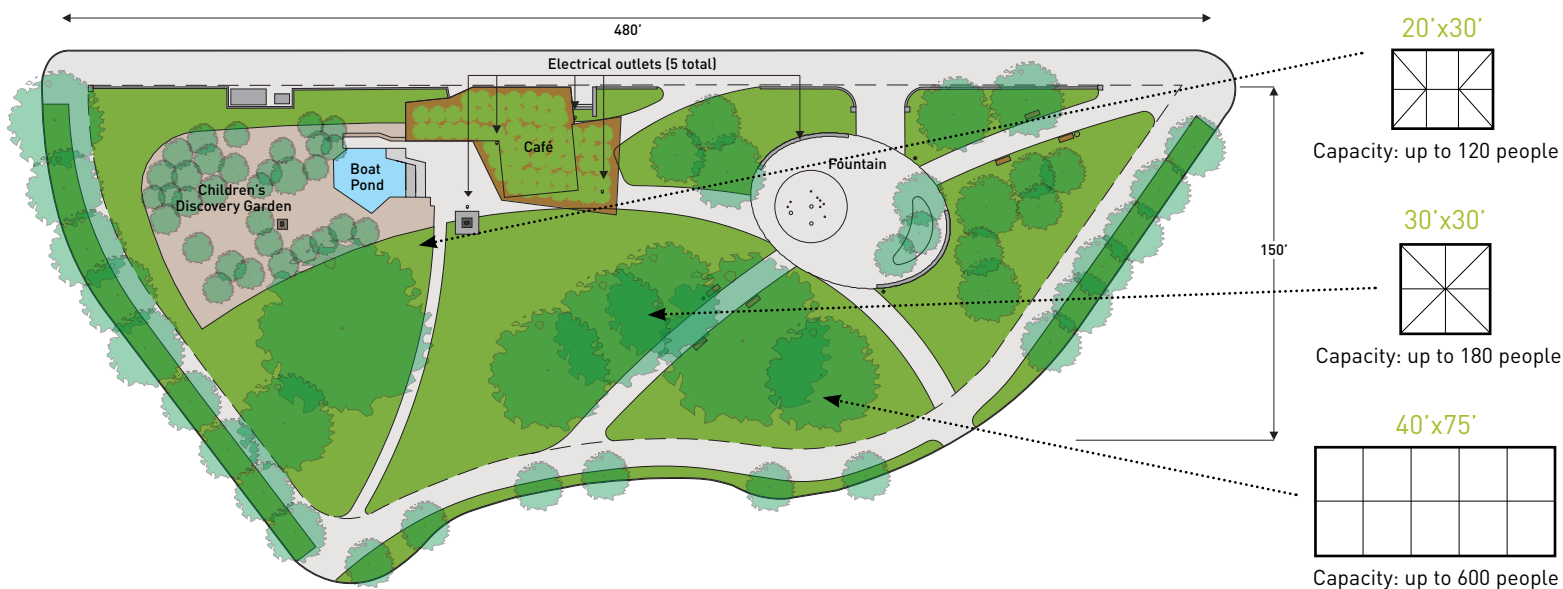 480’
Electrical outlets (5 total)
Café
Fountain
Boat
Pond
Children’s
Discovery Garden
150’
20’x30’
Capacity: up to 120 people
30’x30’
Capacity: up to 180 people
40’x75’
Capacity: up to 600 people